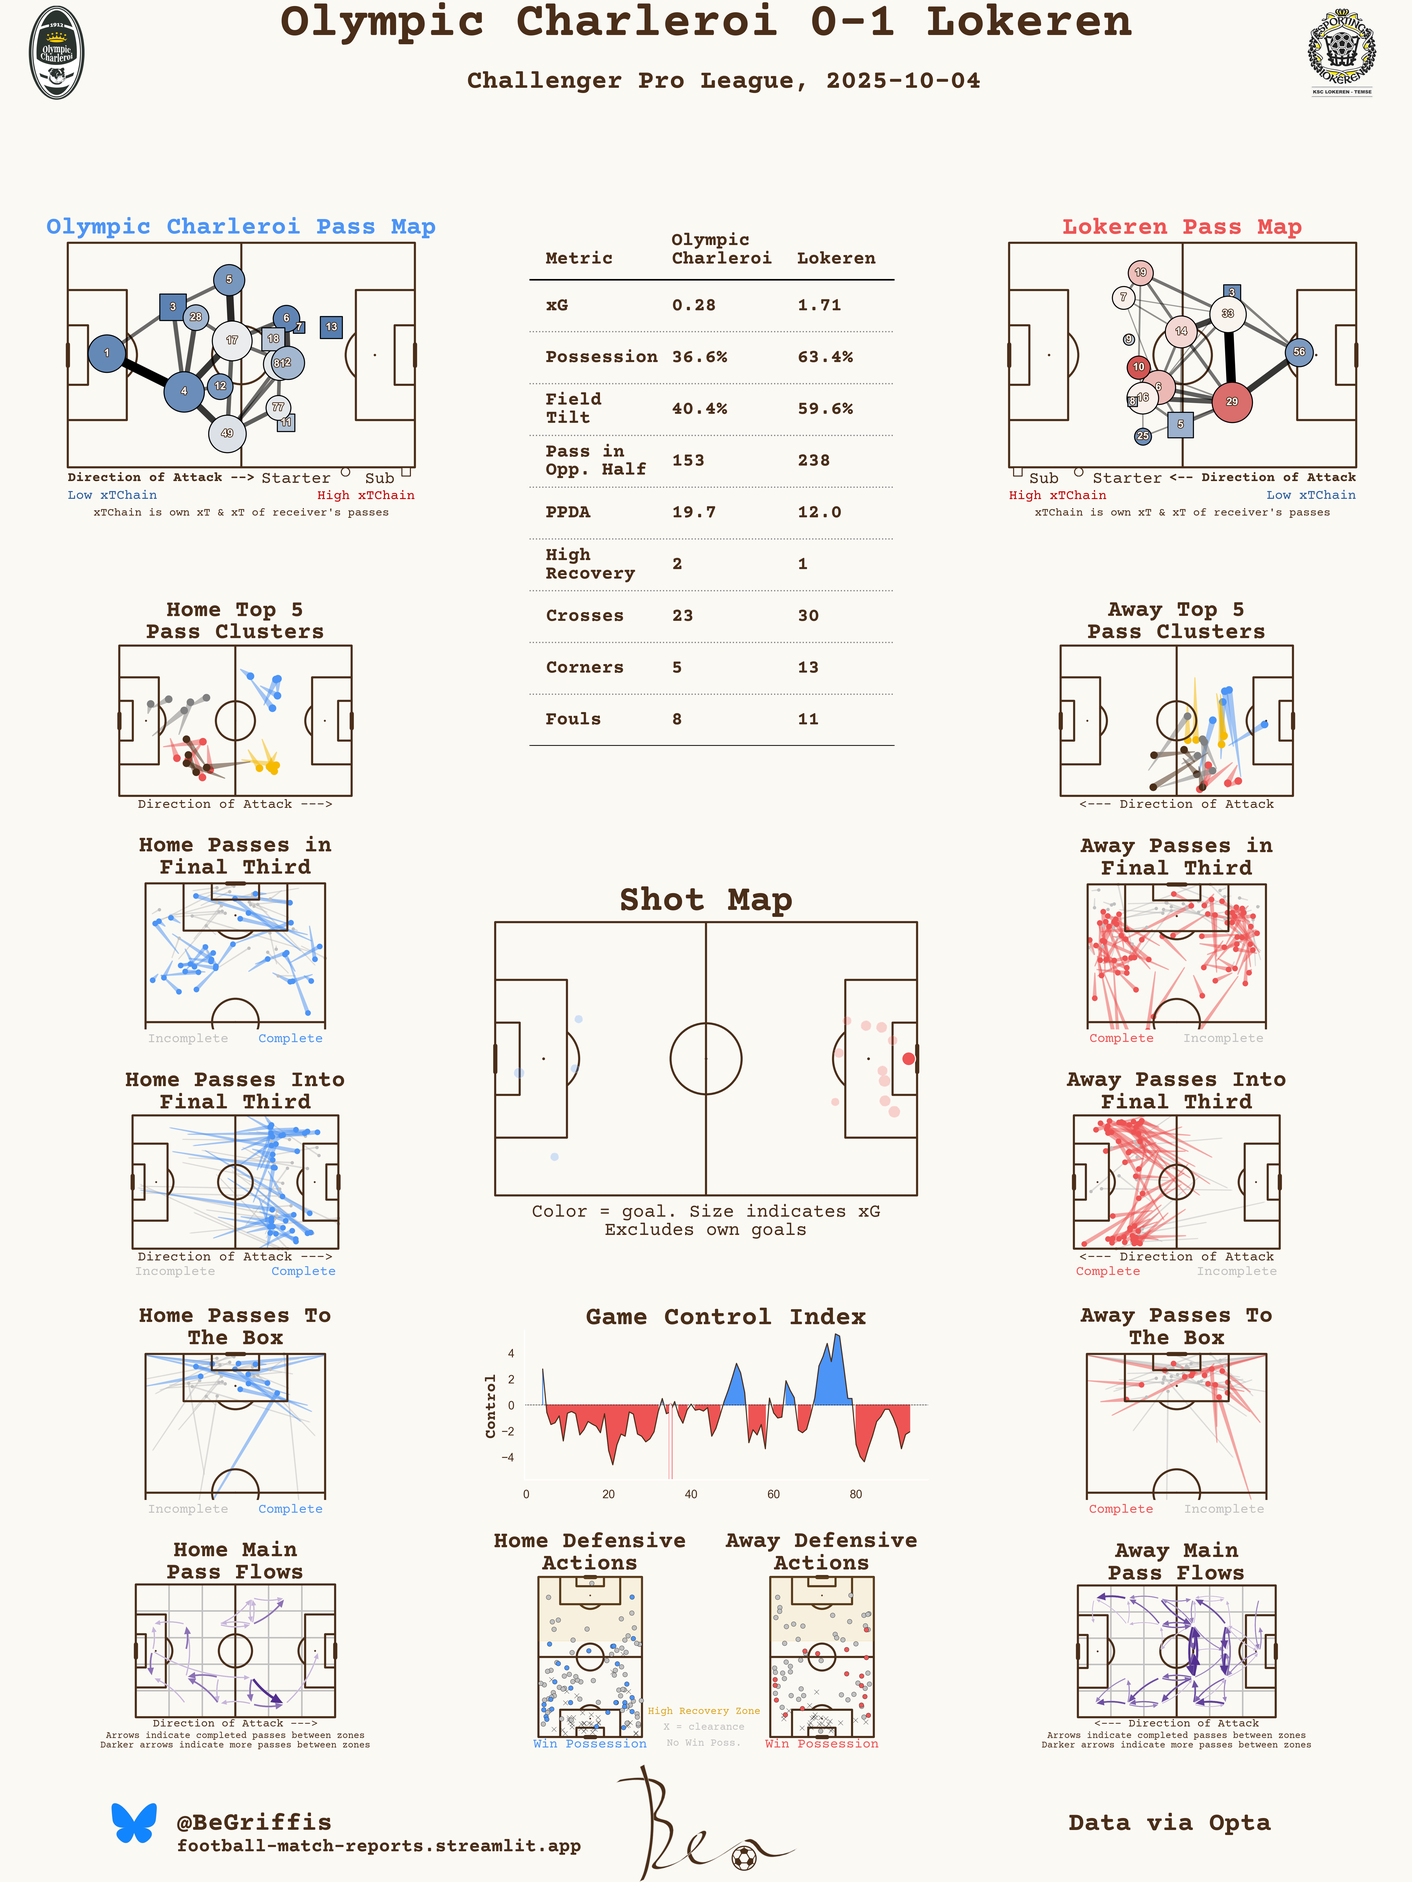 Olympic Charleroi 0-1 Lokeren
Challenger Pro League, 2025-10-04
1912
Olympic
Charleroi
SPORTING
LOKEREN
KSC LOKEREN - TEMSE
Olympic Charleroi Pass Map
5
3
28
6
7
13
17
18
1
8
12
4
12
77
11
49
Direction of Attack --> Starter Sub
Low xTChain High xTChain
xTChain is own xT & xT of receiver's passes
Metric Olympic Charleroi Lokeren
xG 0.28 1.71
Possession 36.6% 63.4%
Field Tilt 40.4% 59.6%
Pass in Opp. Half 153 238
PPDA 19.7 12.0
High Recovery 2 1
Crosses 23 30
Corners 5 13
Fouls 8 11
Lokeren Pass Map
19
7
3
33
14
9
56
10
6
8
16
29
5
25
Sub Starter <-- Direction of Attack
High xTChain Low xTChain
xTChain is own xT & xT of receiver's passes
Home Top 5
Pass Clusters
Direction of Attack --->
Away Top 5
Pass Clusters
<--- Direction of Attack
Home Passes in
Final Third
Incomplete Complete
Away Passes in
Final Third
Complete Incomplete
Shot Map
Color = goal. Size indicates xG
Excludes own goals
Home Passes Into
Final Third
Direction of Attack --->
Incomplete Complete
Away Passes Into
Final Third
<--- Direction of Attack
Complete Incomplete
Home Passes To
The Box
Incomplete Complete
Game Control Index
Control
4
2
0
−2
−4
0 20 40 60 80
Away Passes To
The Box
Complete Incomplete
Home Main
Pass Flows
Direction of Attack --->
Arrows indicate completed passes between zones
Darker arrows indicate more passes between zones
Home Defensive
Actions
Win Possession
High Recovery Zone
X = clearance
No Win Poss.
Away Defensive
Actions
Win Possession
Away Main
Pass Flows
<--- Direction of Attack
Arrows indicate completed passes between zones
Darker arrows indicate more passes between zones
@BeGriffis
football-match-reports.streamlit.app
Ben
Data via Opta